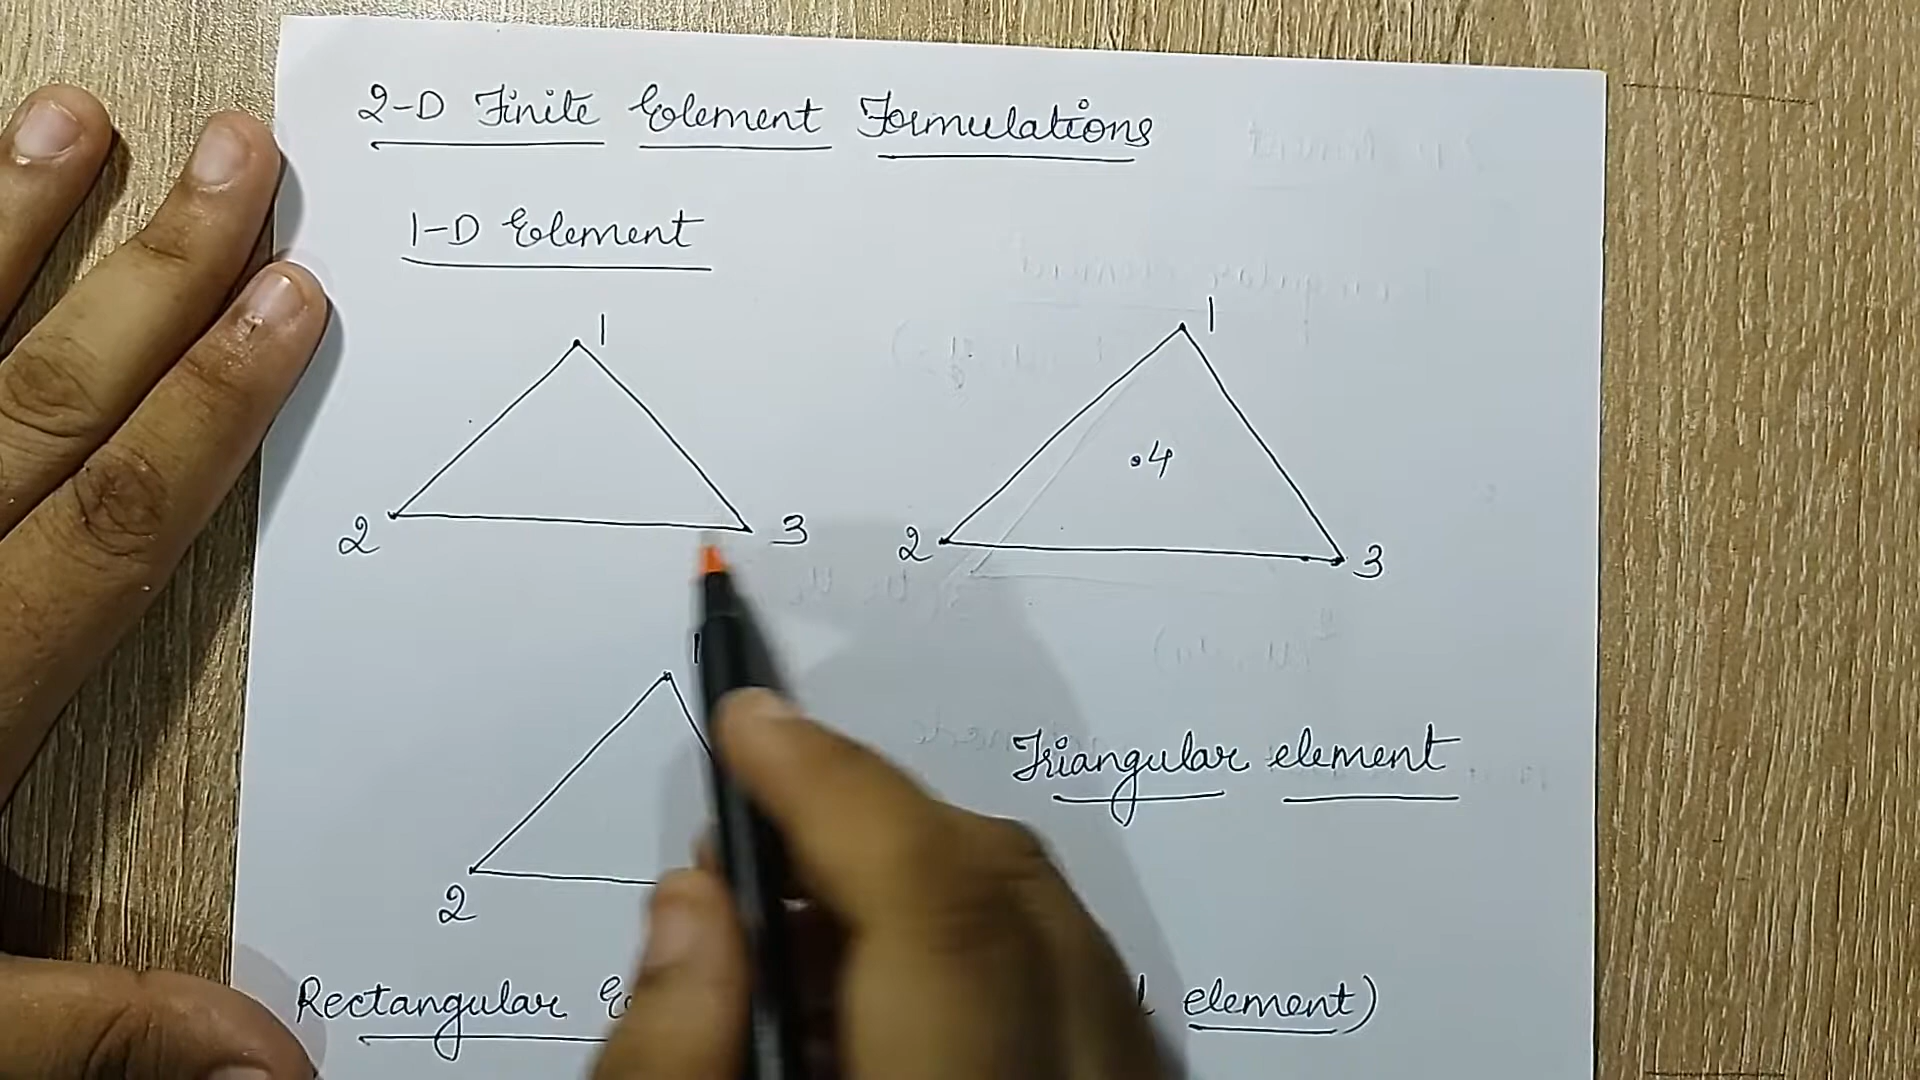 2-D Finite Element Formulations
1-D Element
1
1
4
2
3
2
3
1
Triangular element
2
Rectangular
element)